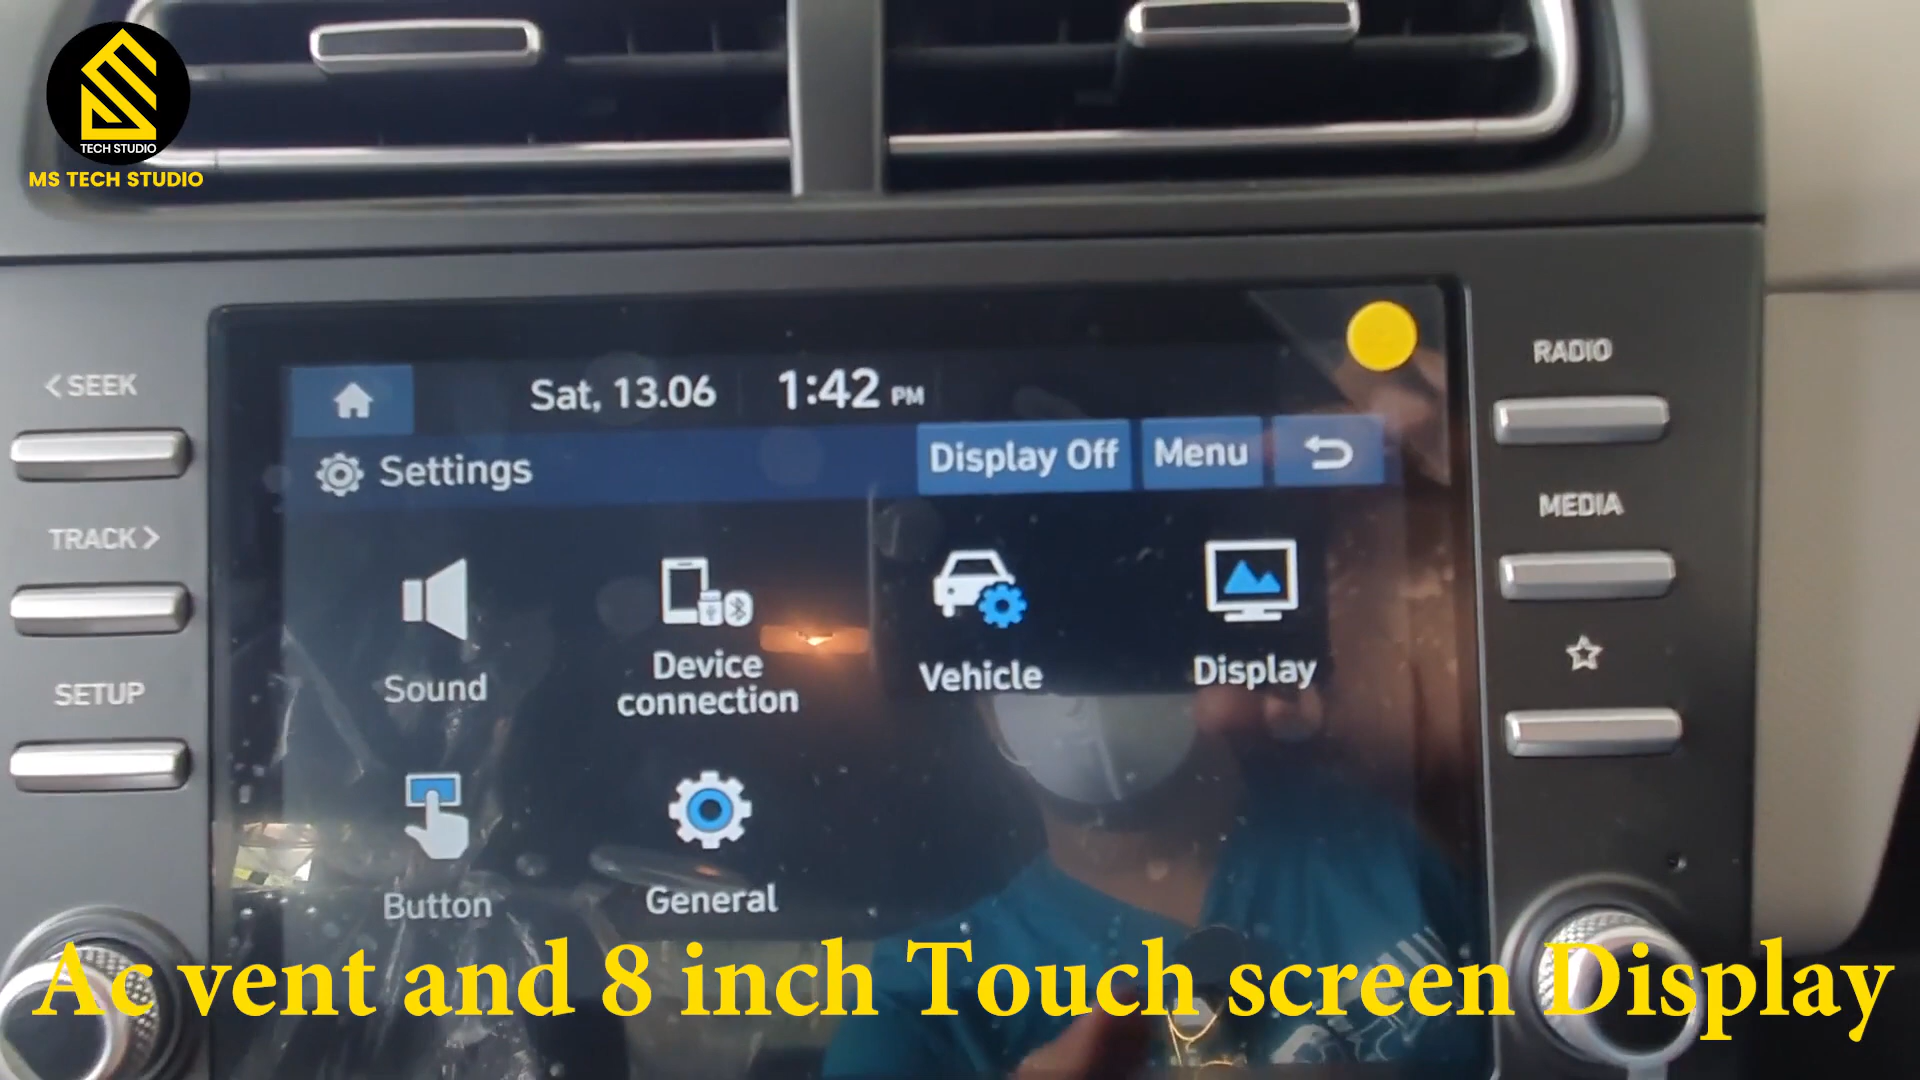 TECH STUDIO
MS TECH STUDIO
< SEEK
TRACK >
SETUP
Sat, 13.06 1:42 PM
Settings
Display Off
Menu
Sound
Device
connection
Vehicle
Display
Button
General
RADIO
MEDIA
Ac vent and 8 inch Touch screen Display